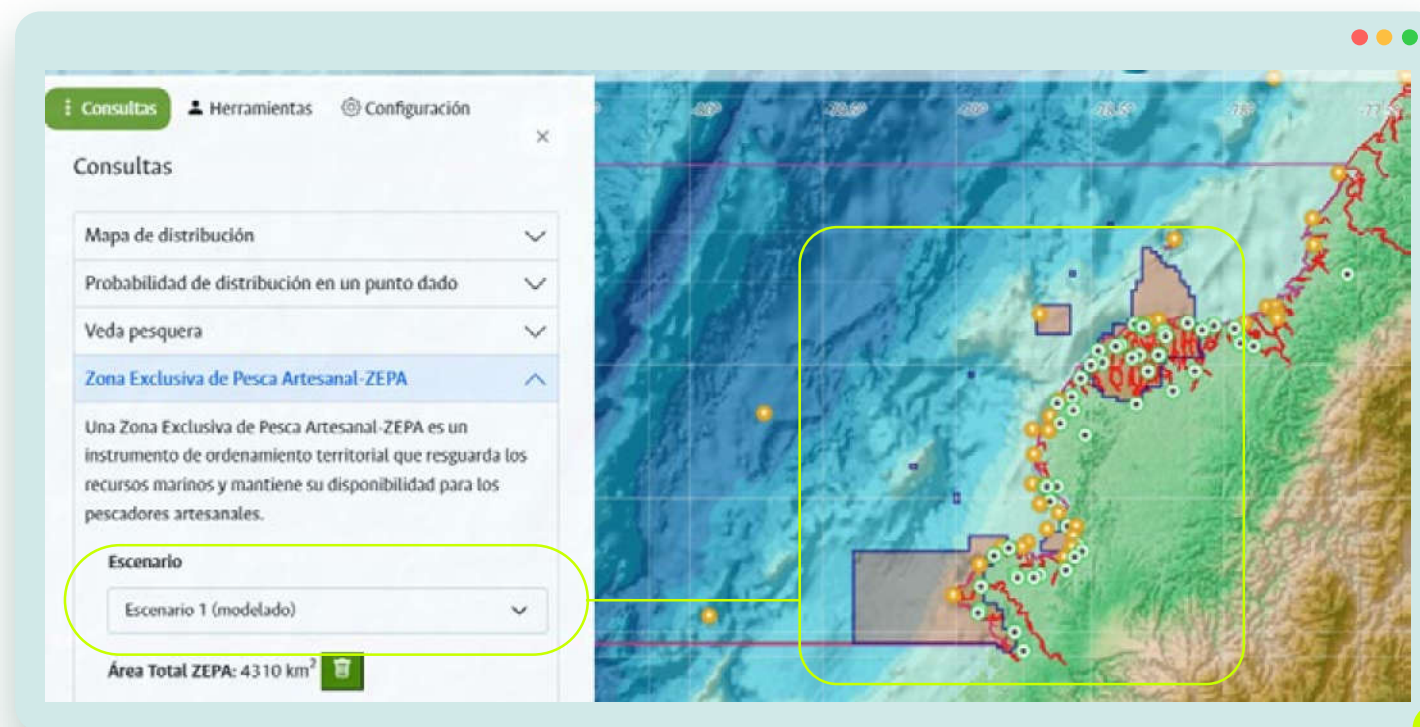 Consultas
Herramientas
Configuración
Consultas
Mapa de distribución
Probabilidad de distribución en un punto dado
Veda pesquera
Zona Exclusiva de Pesca Artesanal-ZEPA
Una Zona Exclusiva de Pesca Artesanal-ZEPA es un
instrumento de ordenamiento territorial que resguarda los
recursos marinos y mantiene su disponibilidad para los
pescadores artesanales.
Escenario
Escenario 1 (modelado)
Área Total ZEPA: 4310 km²